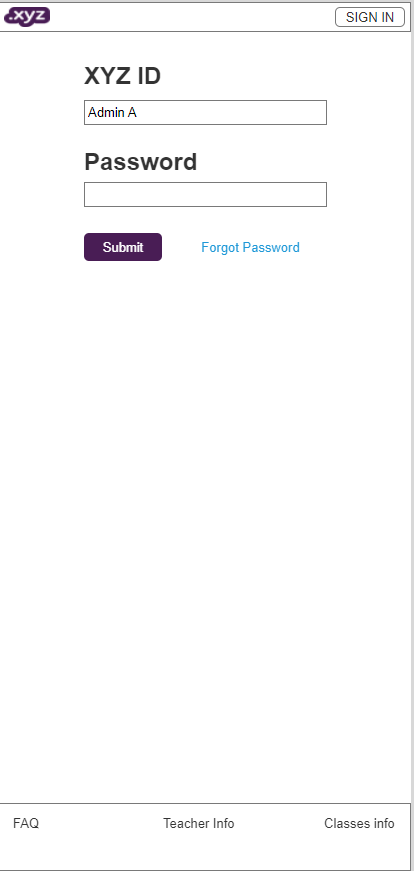 .xyz
SIGN IN
XYZ ID
Admin A
Password
Submit Forgot Password
FAQ Teacher Info Classes info